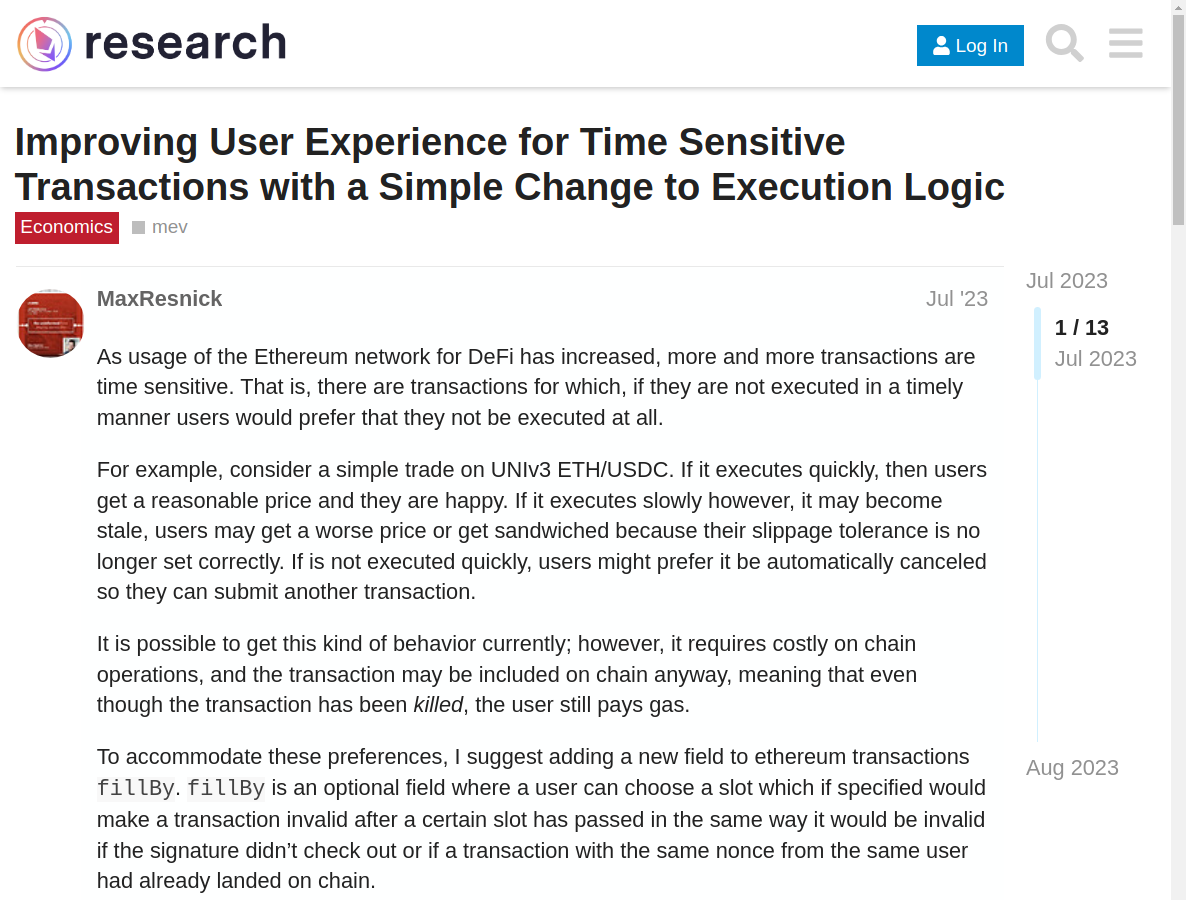 research
Log In
Improving User Experience for Time Sensitive
Transactions with a Simple Change to Execution Logic
Economics mev
MaxResnick Jul '23
As usage of the Ethereum network for DeFi has increased, more and more transactions are
time sensitive. That is, there are transactions for which, if they are not executed in a timely
manner users would prefer that they not be executed at all.
For example, consider a simple trade on UNIv3 ETH/USDC. If it executes quickly, then users
get a reasonable price and they are happy. If it executes slowly however, it may become
stale, users may get a worse price or get sandwiched because their slippage tolerance is no
longer set correctly. If is not executed quickly, users might prefer it be automatically canceled
so they can submit another transaction.
It is possible to get this kind of behavior currently; however, it requires costly on chain
operations, and the transaction may be included on chain anyway, meaning that even
though the transaction has been killed, the user still pays gas.
To accommodate these preferences, I suggest adding a new field to ethereum transactions
fillBy. fillBy is an optional field where a user can choose a slot which if specified would
make a transaction invalid after a certain slot has passed in the same way it would be invalid
if the signature didn’t check out or if a transaction with the same nonce from the same user
had already landed on chain.
Jul 2023
1 / 13
Jul 2023
Aug 2023